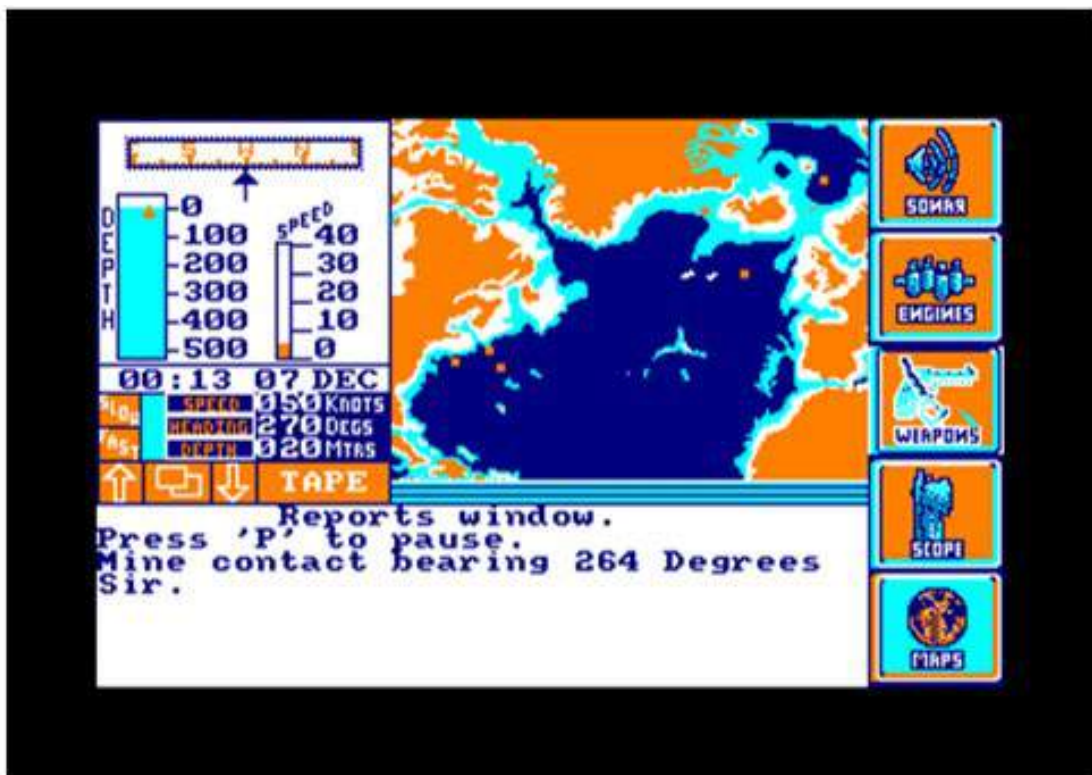 S W N
DEPTH
0
100
200
300
400
500
SPEED
40
30
20
10
0
00:13 07 DEC
SLOW
FAST
SPEED 050 KNOTS
HEADING 270 DEGS
DEPTH 020 MTRS
TAPE
Reports window.
Press 'P' to pause.
Mine contact bearing 264 Degrees
Sir.
SONAR
ENGINES
WEAPONS
SCOPE
MAPS